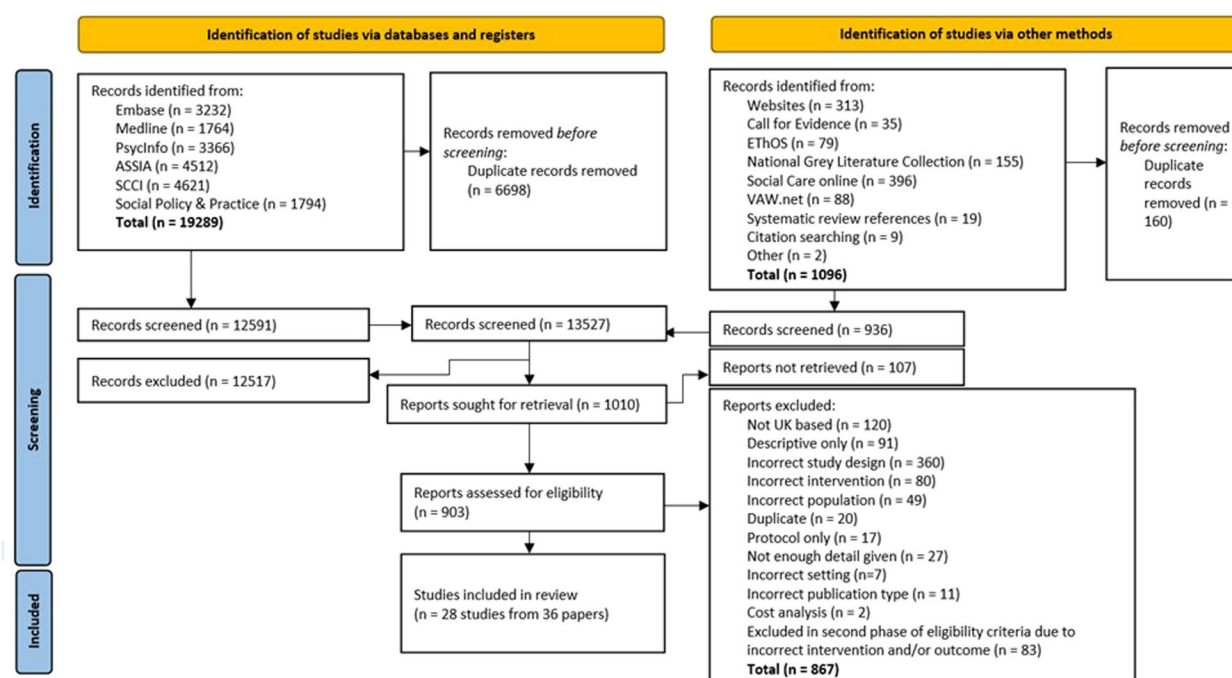 Identification of studies via databases and registers
Identification of studies via other methods
Identification
Records identified from:
Embase (n = 3232)
Medline (n = 1764)
PsycInfo (n = 3366)
ASSIA (n = 4512)
SCCI (n = 4621)
Social Policy & Practice (n = 1794)
Total (n = 19289)
Records removed before
screening:
Duplicate records removed
(n = 6698)
Records identified from:
Websites (n = 313)
Call for Evidence (n = 35)
EThOS (n = 79)
National Grey Literature Collection (n = 155)
Social Care online (n = 396)
VAW.net (n = 88)
Systematic review references (n = 19)
Citation searching (n = 9)
Other (n = 2)
Total (n = 1096)
Records removed
before screening:
Duplicate
records
removed (n =
160)
Screening
Records screened (n = 12591)
Records screened (n = 13527)
Records screened (n = 936)
Records excluded (n = 12517)
Reports not retrieved (n = 107)
Reports sought for retrieval (n = 1010)
Reports assessed for eligibility
(n = 903)
Reports excluded:
Not UK based (n = 120)
Descriptive only (n = 91)
Incorrect study design (n = 360)
Incorrect intervention (n = 80)
Incorrect population (n = 49)
Duplicate (n = 20)
Protocol only (n = 17)
Not enough detail given (n = 27)
Incorrect setting (n=7)
Incorrect publication type (n = 11)
Cost analysis (n = 2)
Excluded in second phase of eligibility criteria due to
incorrect intervention and/or outcome (n = 83)
Total (n = 867)
Included
Studies included in review
(n = 28 studies from 36 papers)